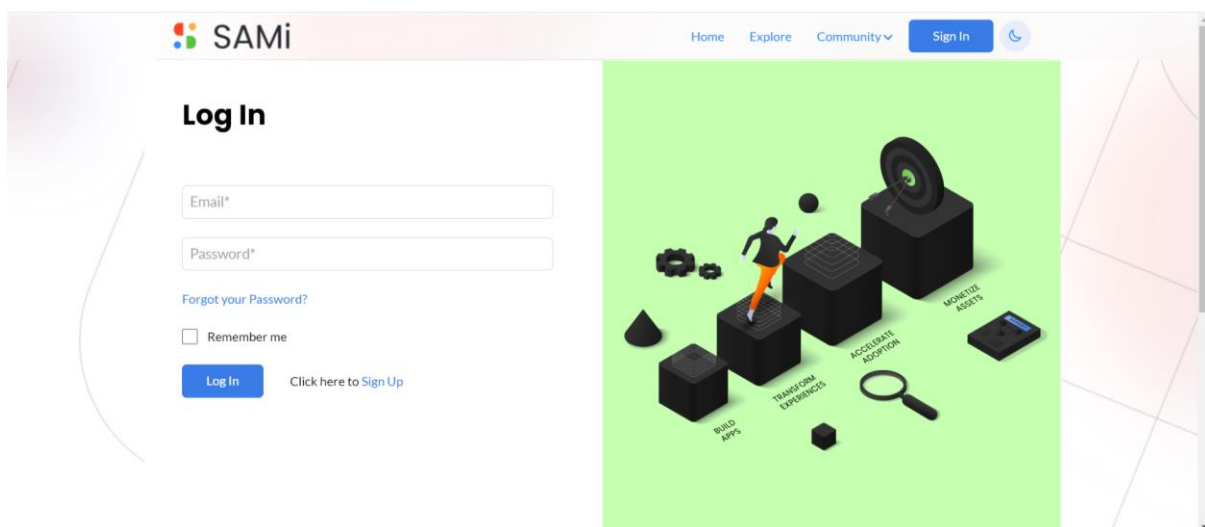 SAMi
Home Explore Community Sign In
Log In
Email*
Password*
Forgot your Password?
Remember me
Log In Click here to Sign Up
BUILD
APPS
TRANSFORM
EXPERIENCES
ACCELERATE
ADOPTION
MONETIZE
ASSETS